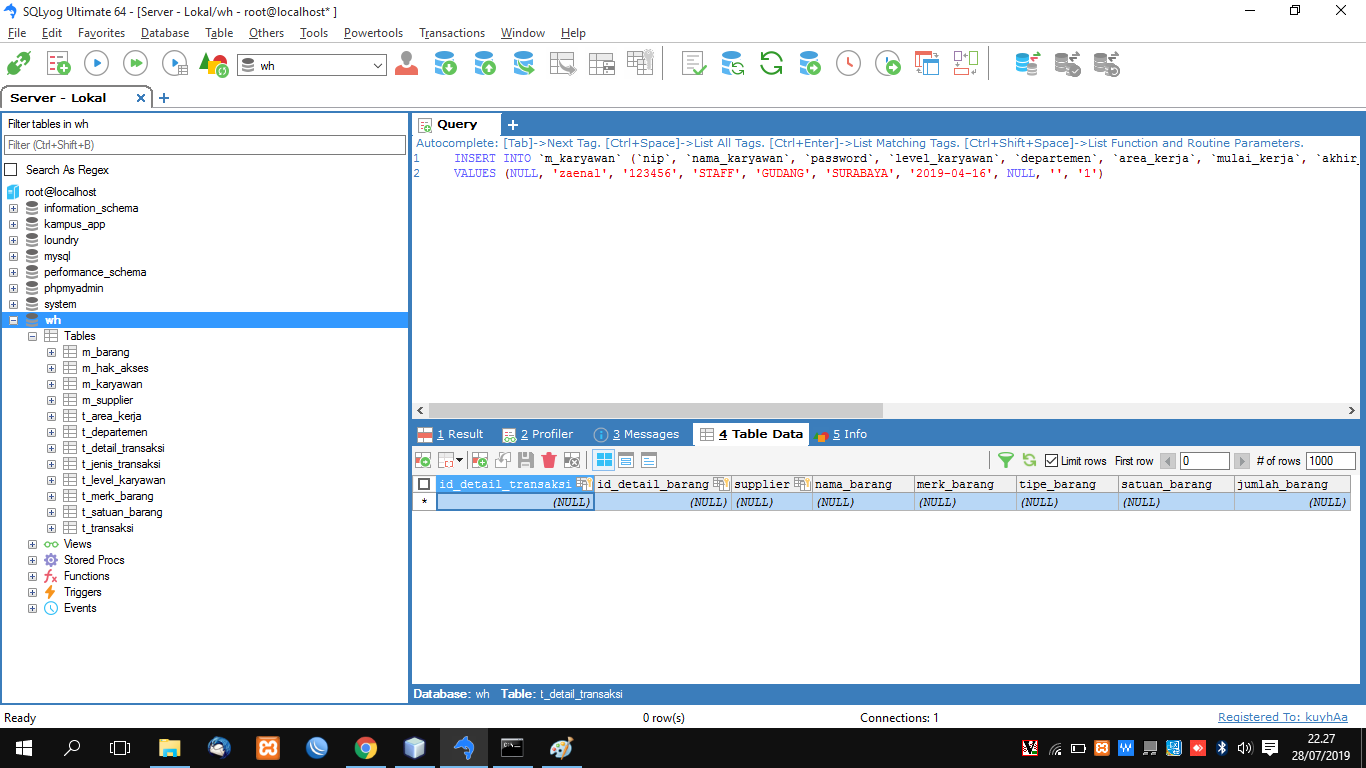 SQLyog Ultimate 64 - [Server - Lokal/wh - root@localhost* ]
File Edit Favorites Database Table Others Tools Powertools Transactions Window Help
wh
Server - Lokal
Filter tables in wh
Filter (Ctrl+Shift+B)
Search As Regex
root@localhost
information_schema
kampus_app
loundry
mysql
performance_schema
phpmyadmin
system
wh
Tables
m_barang
m_hak_akses
m_karyawan
m_supplier
t_area_kerja
t_departemen
t_detail_transaksi
t_jenis_transaksi
t_level_karyawan
t_merk_barang
t_satuan_barang
t_transaksi
Views
Stored Procs
Functions
Triggers
Events
Query
Autocomplete: [Tab]->Next Tag. [Ctrl+Space]->List All Tags. [Ctrl+Enter]->List Matching Tags. [Ctrl+Shift+Space]->List Function and Routine Parameters.
1 INSERT INTO `m_karyawan` (`nip`, `nama_karyawan`, `password`, `level_karyawan`, `departemen`, `area_kerja`, `mulai_kerja`, `akhir_
2 VALUES (NULL, 'zaenal', '123456', 'STAFF', 'GUDANG', 'SURABAYA', '2019-04-16', NULL, '', '1')
1 Result 2 Profiler 3 Messages 4 Table Data 5 Info
Limit rows First row 0 # of rows 1000
id_detail_transaksi id_detail_barang supplier nama_barang merk_barang tipe_barang satuan_barang jumlah_barang
* (NULL) (NULL) (NULL) (NULL) (NULL) (NULL) (NULL) (NULL)
Database: wh Table: t_detail_transaksi
Ready 0 row(s) Connections: 1 Registered To: kuvhAa
22.27
28/07/2019